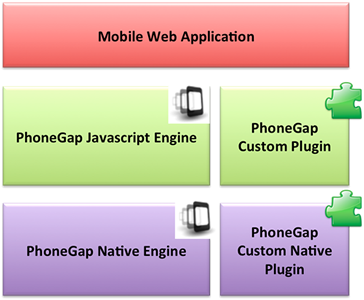 Mobile Web Application
PhoneGap Javascript Engine
PhoneGap
Custom Plugin
PhoneGap Native Engine
PhoneGap
Custom Native
Plugin